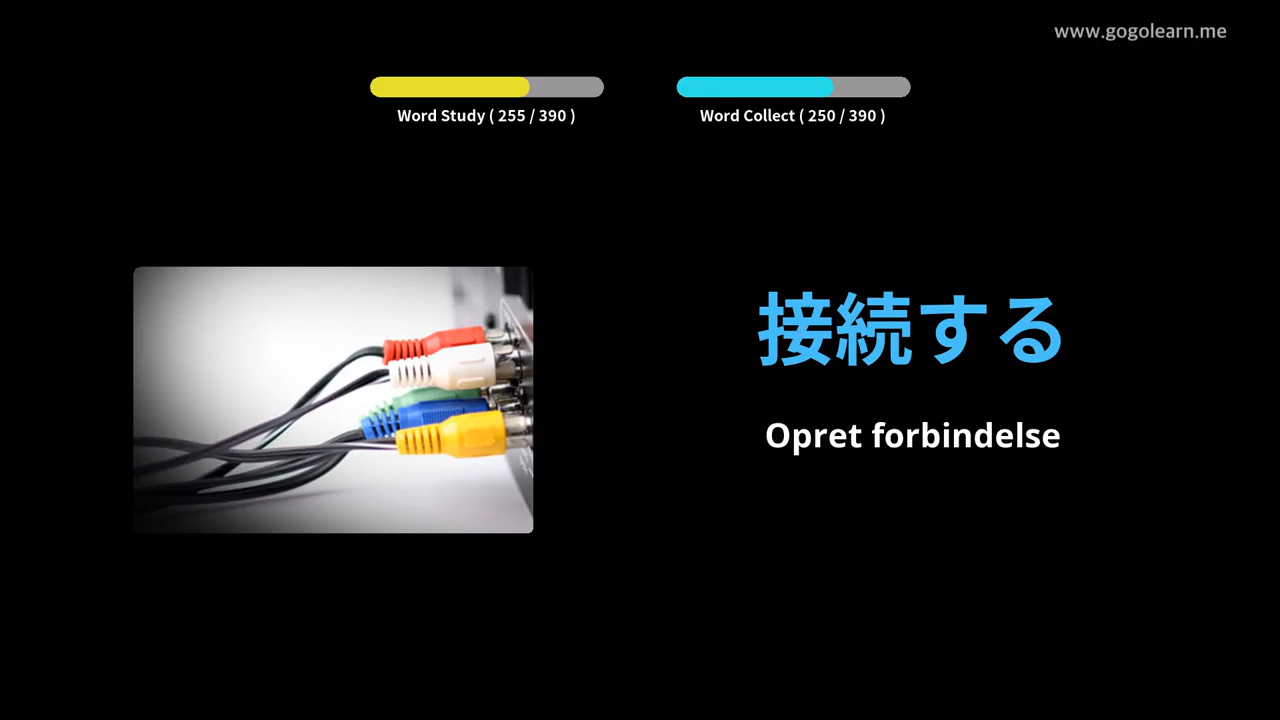 www.gogolearn.me
Word Study ( 255 / 390 )
Word Collect ( 250 / 390 )
接続する
Opret forbindelse